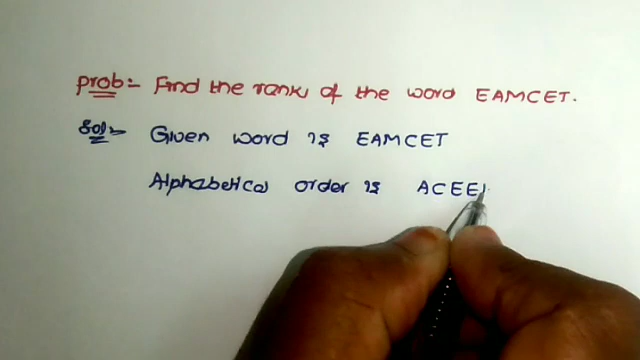 Prob:- Find the rank of the word EAMCET.
Sol:- Given word is EAMCET
Alphabetical order is ACEE